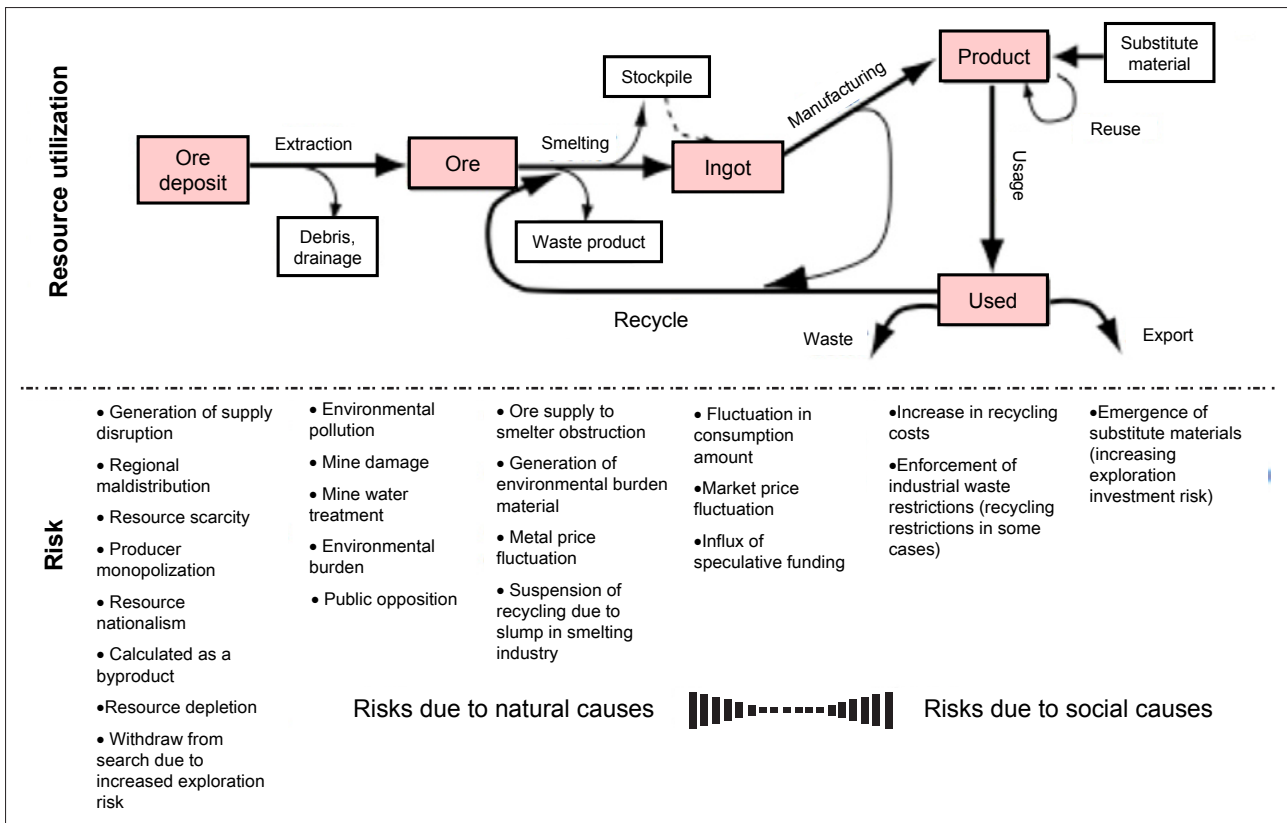 Resource utilization
Ore
deposit
Extraction
Debris,
drainage
Ore
Smelting
Stockpile
Waste product
Ingot
Manufacturing
Product
Substitute
material
Reuse
Usage
Used
Recycle
Waste
Export
Risk
• Generation of supply
disruption
• Regional
maldistribution
• Resource scarcity
• Producer
monopolization
• Resource
nationalism
• Calculated as a
byproduct
•Resource depletion
• Withdraw from
search due to
increased exploration
risk
• Environmental
pollution
• Mine damage
• Mine water
treatment
• Environmental
burden
• Public opposition
• Ore supply to
smelter obstruction
• Generation of
environmental burden
material
• Metal price
fluctuation
• Suspension of
recycling due to
slump in smelting
industry
• Fluctuation in
consumption
amount
•Market price
fluctuation
•Influx of
speculative funding
•Increase in recycling
costs
•Enforcement of
industrial waste
restrictions (recycling
restrictions in some
cases)
•Emergence of
substitute materials
(increasing
exploration
investment risk)
Risks due to natural causes
Risks due to social causes